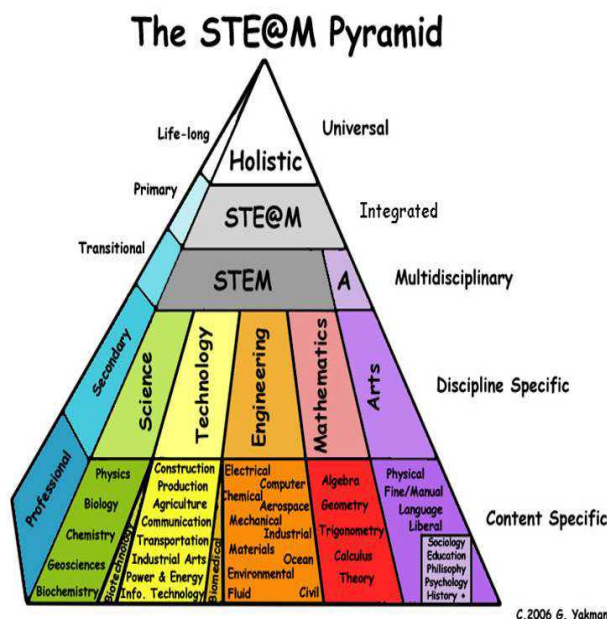 The STE@M Pyramid
Life-long
Universal
Holistic
Primary
STE@M
Integrated
Transitional
STEM
A
Multidisciplinary
Secondary
Science
Technology
Engineering
Mathematics
Arts
Discipline Specific
Professional
Physics
Biology
Chemistry
Geosciences
Biochemistry
Biotechnology
Construction
Production
Agriculture
Communication
Transportation
Industrial Arts
Power & Energy
Info. Technology
Biomedical
Electrical
Computer
Chemical
Aerospace
Mechanical
Industrial
Materials
Ocean
Environmental
Fluid Civil
Algebra
Geometry
Trigonometry
Calculus
Theory
Physical
Fine/Manual
Language
Liberal
Sociology
Education
Philisophy
Psychology
History +
Content Specific
C.2006 G. Yakman